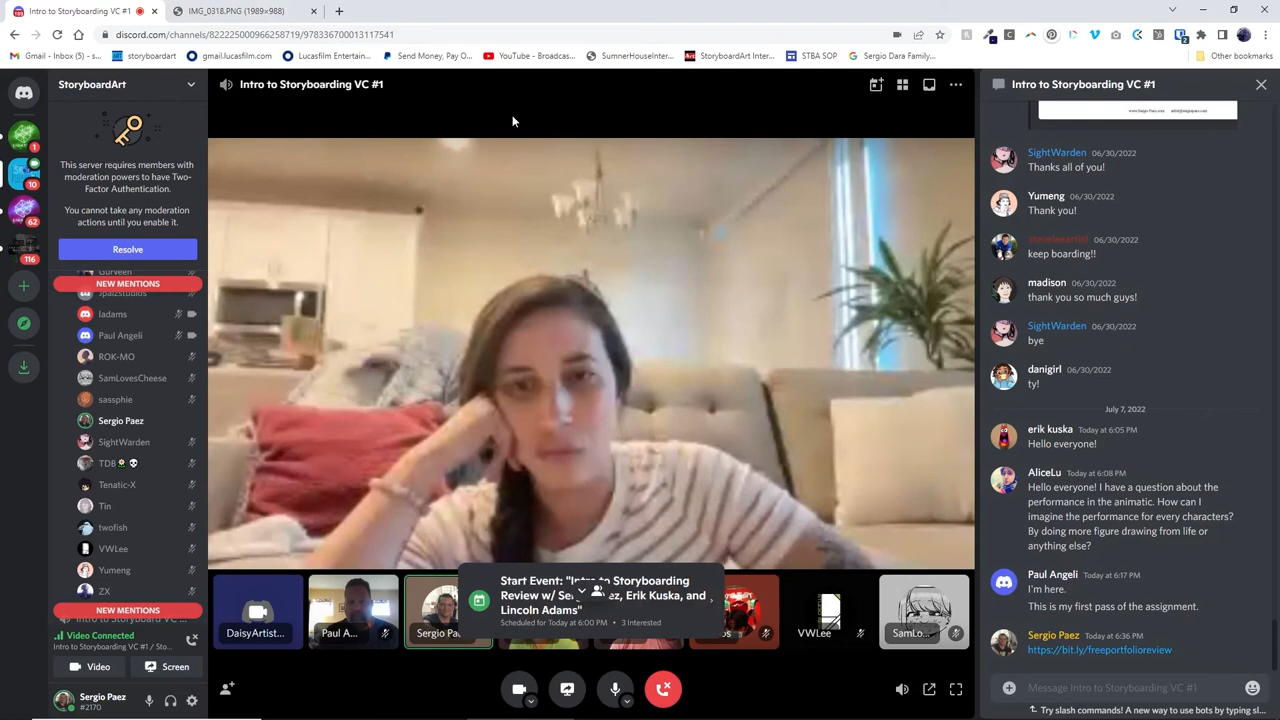 Intro to Storyboarding VC #1
IMG_0318.PNG (1989×988)
discord.com/channels/822225000966258719/978336700313117541
Gmail - Inbox (5) - s...
storyboardart
gmail.lucasfilm.com
Lucasfilm Entertain...
Send Money, Pay O...
YouTube - Broadcas...
SumnerHouseInter...
StoryboardArt Inter...
STBA SOP
Sergio Dara Family...
Other bookmarks
StoryboardArt
This server requires members with
moderation powers to have Two-
Factor Authentication.
You cannot take any moderation
actions until you enable it.
Resolve
1
10
62
116
Gurveen
NEW MENTIONS
Jpalzstudios
ladams
Paul Angeli
ROK-MO
SamLovesCheese
sassphie
Sergio Paez
SightWarden
TDB
Tenatic-X
Tin
twofish
VWLee
Yumeng
ZX
NEW MENTIONS
Video Connected
Intro to Storyboarding VC #1 / Sto...
Video
Screen
Sergio Paez
#2170
Intro to Storyboarding VC #1
DaisyArtist...
Paul A...
Sergio Pa
VWLee
SamLo...
Start Event: "Intro to Storyboarding
Lincoln Adams"
Scheduled for Today at 6:00 PM • 3 Interested
Intro to Storyboarding VC #1
SightWarden 06/30/2022
Thanks all of you!
Yumeng 06/30/2022
Thank you!
06/30/2022
keep boarding!!
madison 06/30/2022
thank you so much guys!
SightWarden 06/30/2022
bye
danigirl 06/30/2022
ty!
July 7, 2022
erik kuska Today at 6:05 PM
Hello everyone!
AliceLu Today at 6:08 PM
Hello everyone! I have a question about the
performance in the animatic. How can I
imagine the performance for every characters?
By doing more figure drawing from life or
anything else?
Paul Angeli Today at 6:17 PM
I'm here.
This is my first pass of the assignment.
Sergio Paez Today at 6:36 PM
https://bit.ly/freeportfolioreview
Message Intro to Storyboarding VC #1
Try slash commands! A new way to use bots by typing sl...